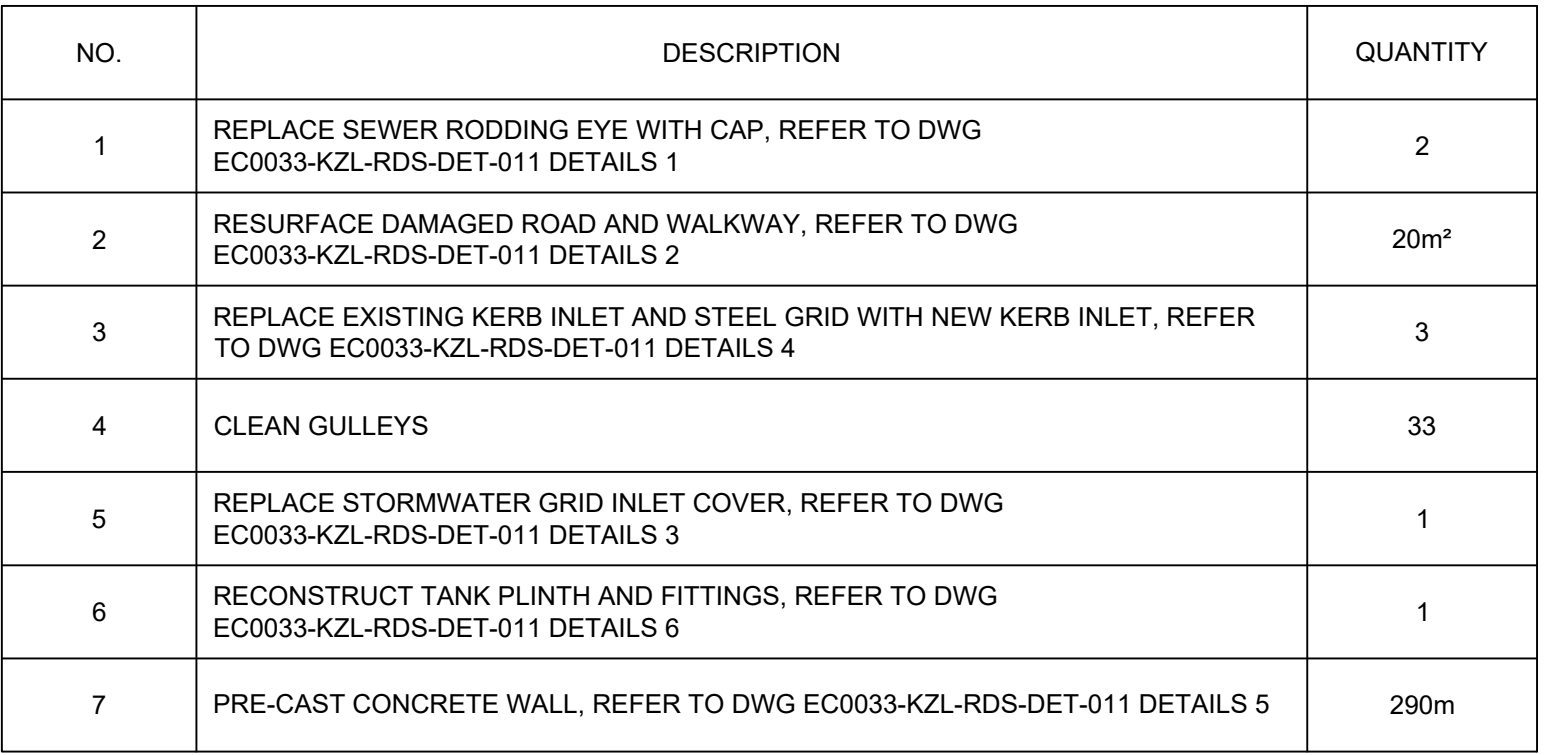 NO. DESCRIPTION QUANTITY
1 REPLACE SEWER RODDING EYE WITH CAP, REFER TO DWG 2
EC0033-KZL-RDS-DET-011 DETAILS 1
2 RESURFACE DAMAGED ROAD AND WALKWAY, REFER TO DWG 20m²
EC0033-KZL-RDS-DET-011 DETAILS 2
3 REPLACE EXISTING KERB INLET AND STEEL GRID WITH NEW KERB INLET, REFER 3
TO DWG EC0033-KZL-RDS-DET-011 DETAILS 4
4 CLEAN GULLEYS 33
5 REPLACE STORMWATER GRID INLET COVER, REFER TO DWG 1
EC0033-KZL-RDS-DET-011 DETAILS 3
6 RECONSTRUCT TANK PLINTH AND FITTINGS, REFER TO DWG 1
EC0033-KZL-RDS-DET-011 DETAILS 6
7 PRE-CAST CONCRETE WALL, REFER TO DWG EC0033-KZL-RDS-DET-011 DETAILS 5 290m